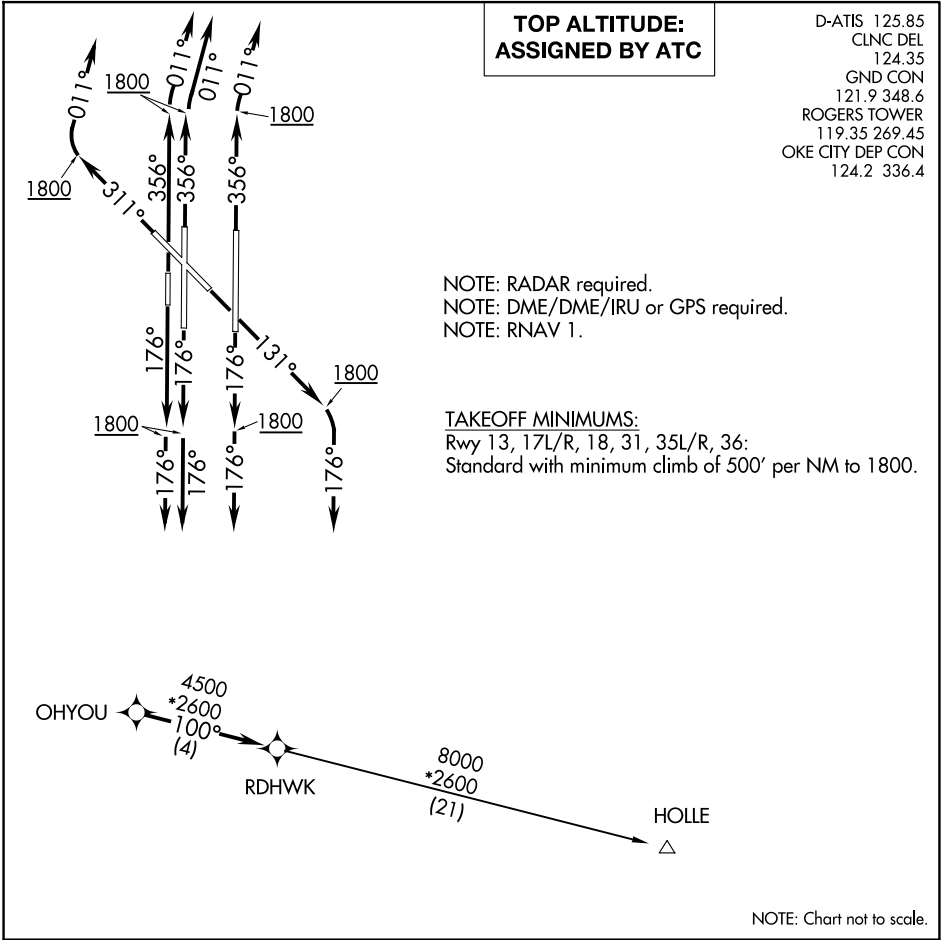 TOP ALTITUDE:
ASSIGNED BY ATC
D-ATIS 125.85
CLNC DEL
124.35
GND CON
121.9 348.6
ROGERS TOWER
119.35 269.45
OKE CITY DEP CON
124.2 336.4
011°
011°
011°
011°
1800
1800
1800
356°
356°
356°
311°
176°
176°
176°
131°
1800
1800
1800
176°
176°
176°
176°
NOTE: RADAR required.
NOTE: DME/DME/IRU or GPS required.
NOTE: RNAV 1.
TAKEOFF MINIMUMS:
Rwy 13, 17L/R, 18, 31, 35L/R, 36:
Standard with minimum climb of 500' per NM to 1800.
OHYOU
4500
*2600
100°
(4)
RDHWK
8000
*2600
(21)
HOLLE
NOTE: Chart not to scale.